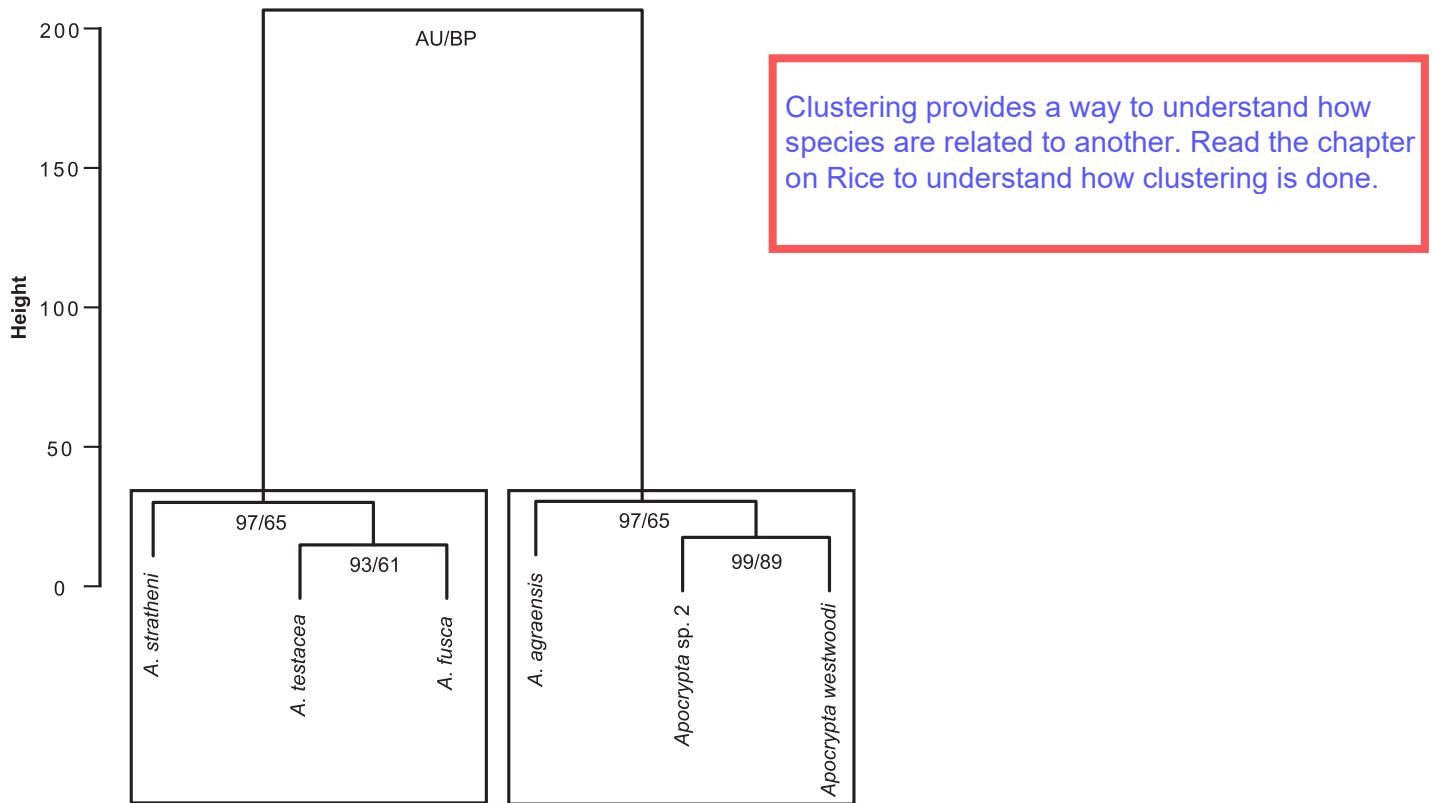 200
AU/BP
Clustering provides a way to understand how
species are related to another. Read the chapter
on Rice to understand how clustering is done.
150
Height
100
50
97/65
97/65
93/61
99/89
0
A. stratheni
A. testacea
A. fusca
A. agraensis
Apocrypta sp. 2
Apocrypta westwoodi